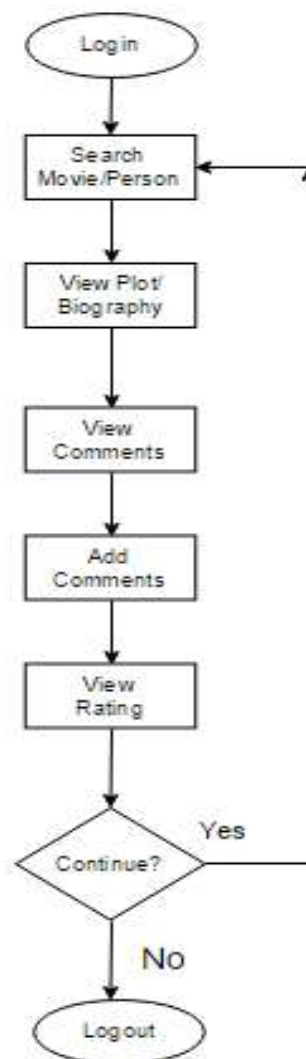 Login
Search
Movie/Person
View Plot/
Biography
View
Comments
Add
Comments
View
Rating
Continue?
Yes
No
Logout